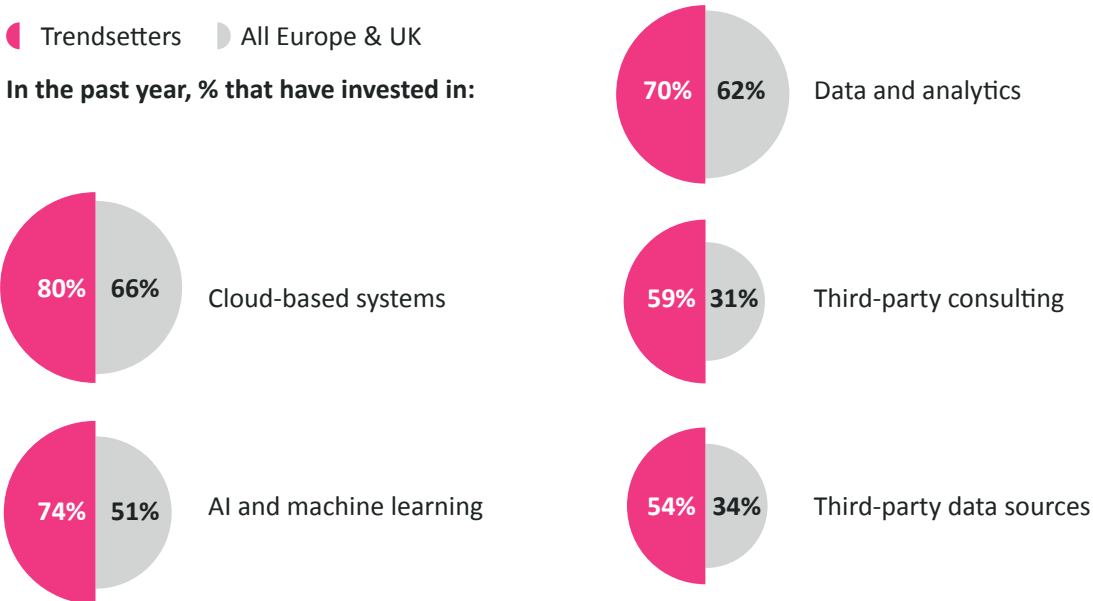 Trendsetters All Europe & UK
In the past year, % that have invested in:
80% 66% Cloud-based systems
74% 51% AI and machine learning
70% 62% Data and analytics
59% 31% Third-party consulting
54% 34% Third-party data sources